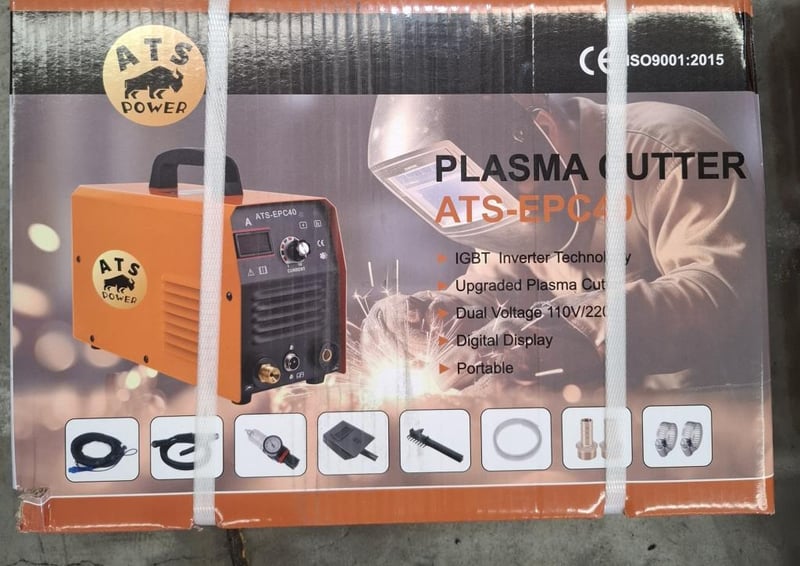 ATS
POWER
CE ISO9001:2015
PLASMA CUTTER
ATS-EPC40
IGBT Inverter Technology
Upgraded Plasma
Dual Voltage 110V/220
Digital Display
Portable
ATS-EPC40
A
CURRENT
ATS
POWER